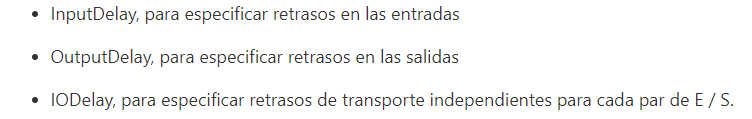 • InputDelay, para especificar retrasos en las entradas
• OutputDelay, para especificar retrasos en las salidas
• IODelay, para especificar retrasos de transporte independientes para cada par de E / S.